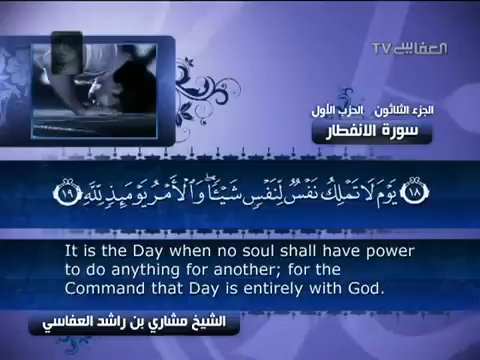 العفاسي TV
الجزء الثلاثون الحزب الأول
سورة الانفطار
١٨ يَوْمَ لَا تَمْلِكُ نَفْسٌ لِّنَفْسٍ شَيْـًٔا ۖ وَٱلْأَمْرُ يَوْمَئِذٍ لِّلَّهِ ١٩
It is the Day when no soul shall have power
to do anything for another; for the
Command that Day is entirely with God.
الشيخ مشاري بن راشد العفاسي